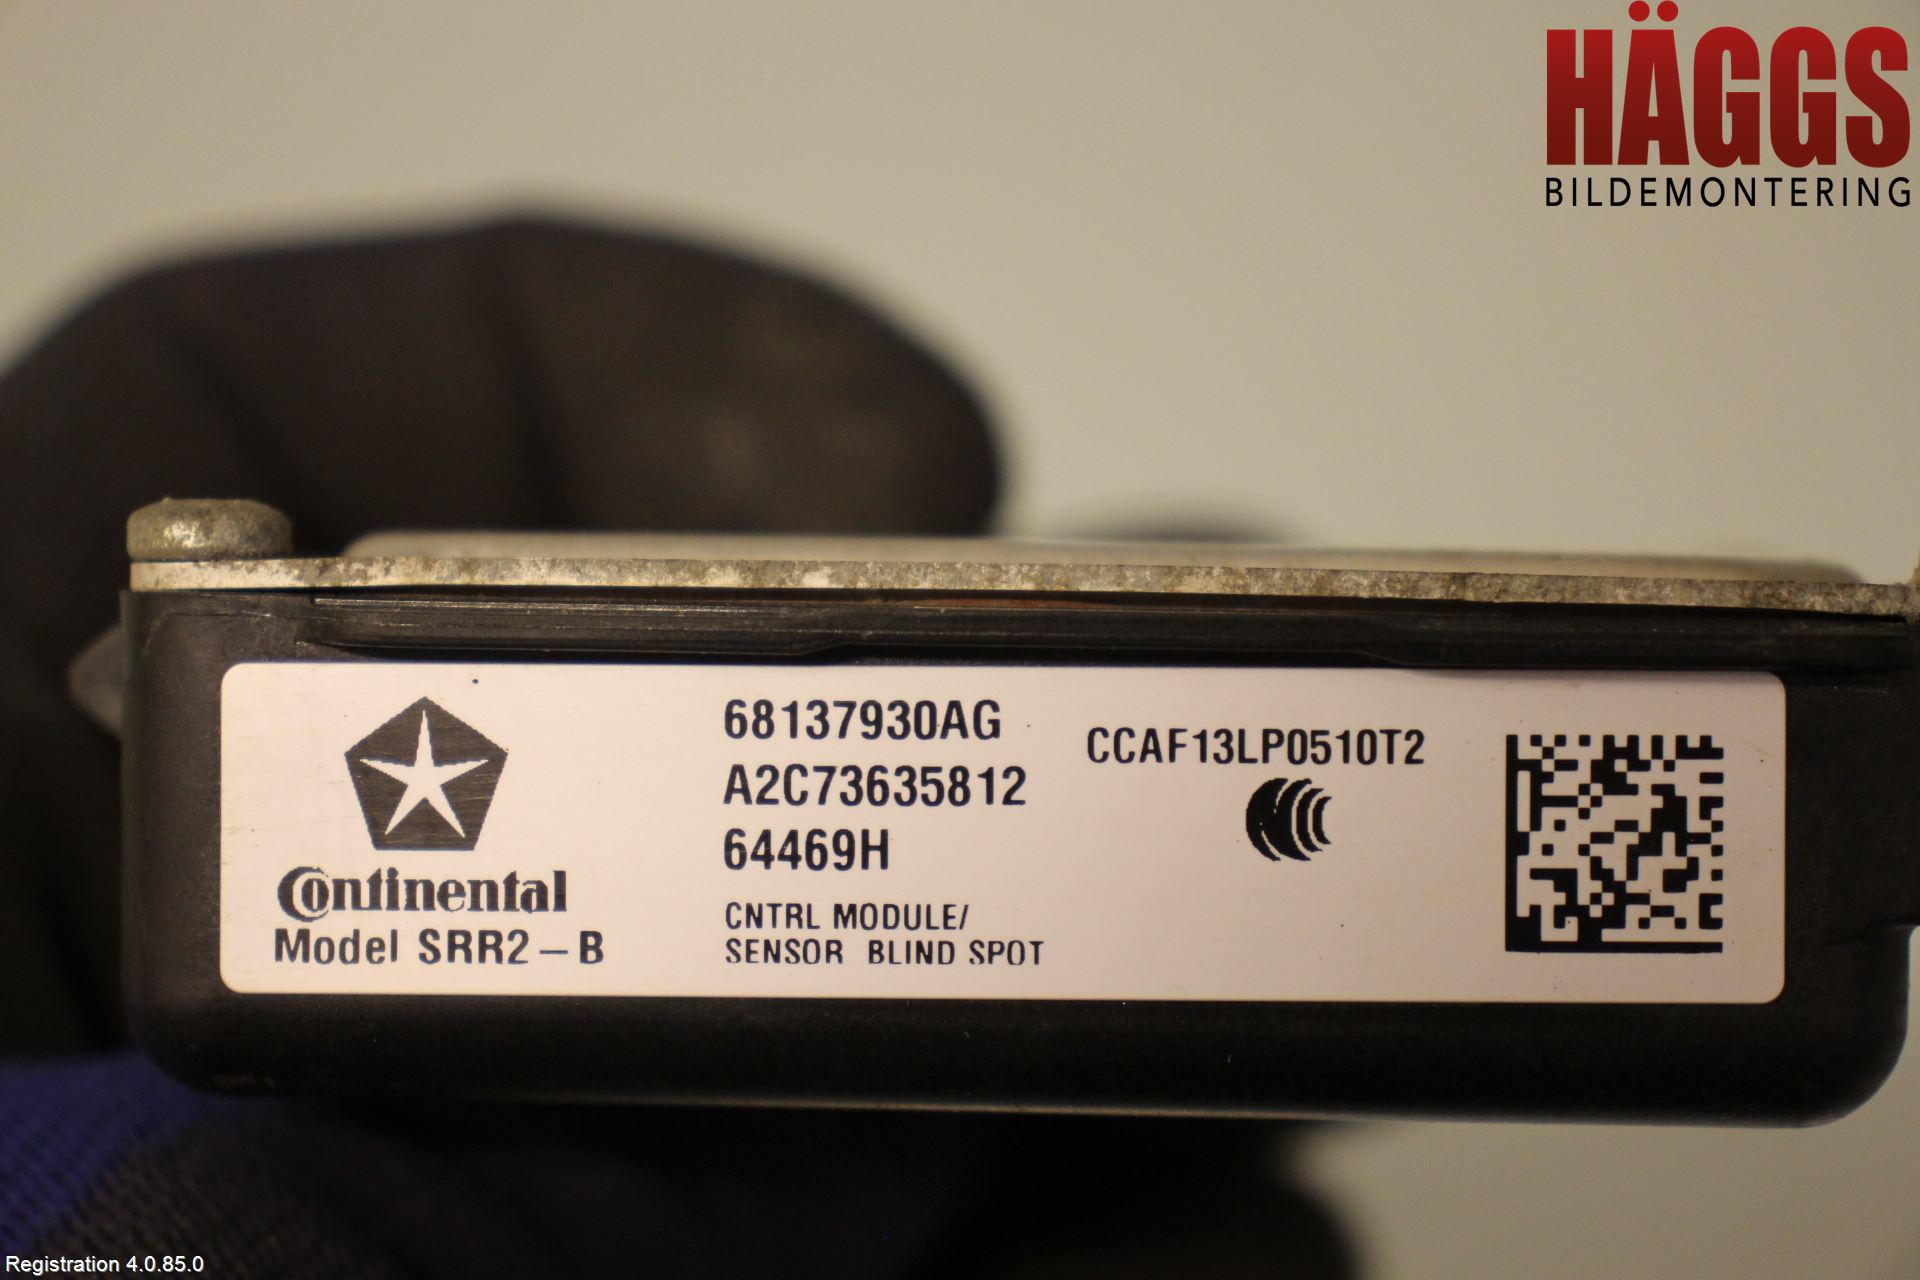 HÄGGS
BILDEMONTERING
68137930AG
A2C73635812
64469H
CCAF13LP0510T2
Continental
Model SRR2-B
CNTRL MODULE/
SENSOR BLIND SPOT
Registration 4.0.85.0